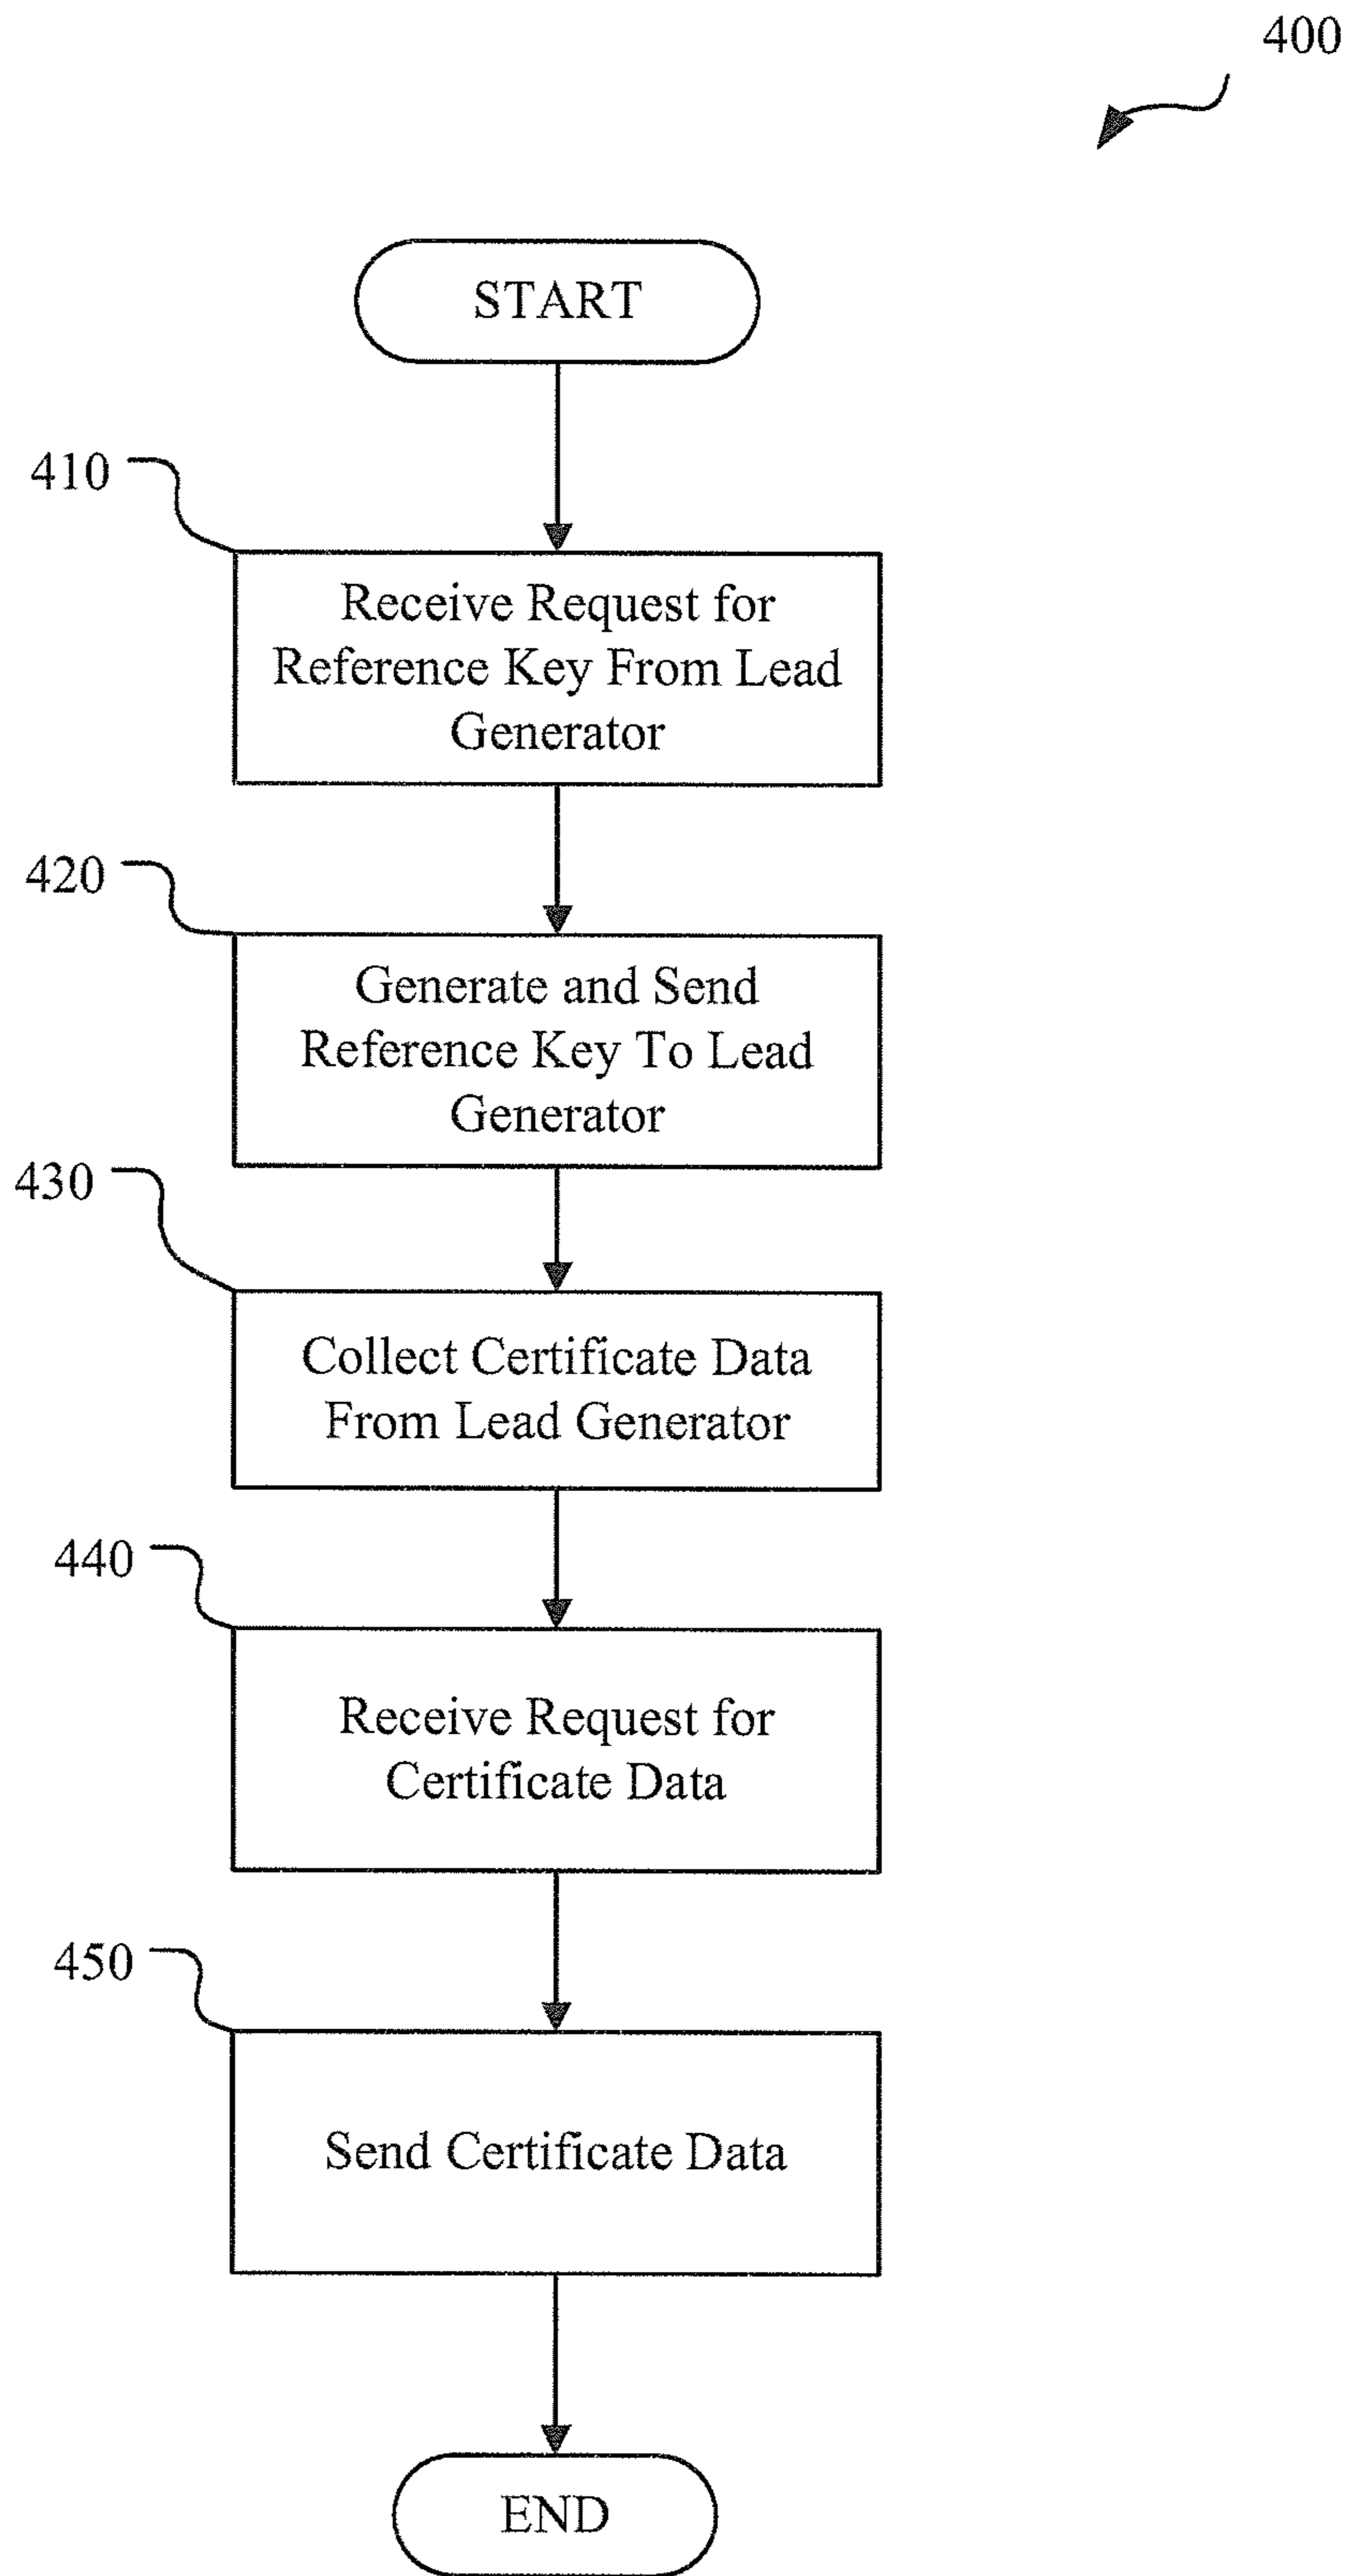 400
START
410
Receive Request for
Reference Key From Lead
Generator
420
Generate and Send
Reference Key To Lead
Generator
430
Collect Certificate Data
From Lead Generator
440
Receive Request for
Certificate Data
450
Send Certificate Data
END